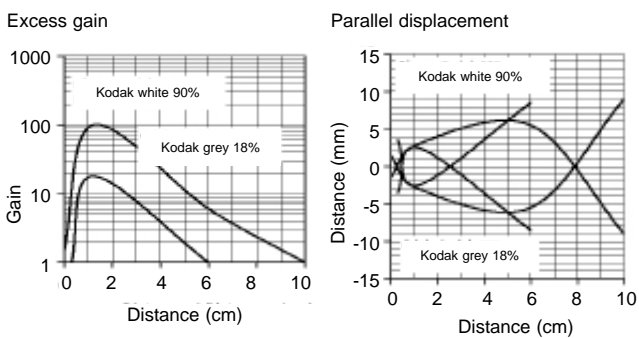 Excess gain
1000
100
10
1
Gain
Kodak white 90%
Kodak grey 18%
0 2 4 6 8 10
Distance (cm)
Parallel displacement
15
10
5
0
-5
-10
-15
Distance (mm)
Kodak white 90%
Kodak grey 18%
0 2 4 6 8 10
Distance (cm)